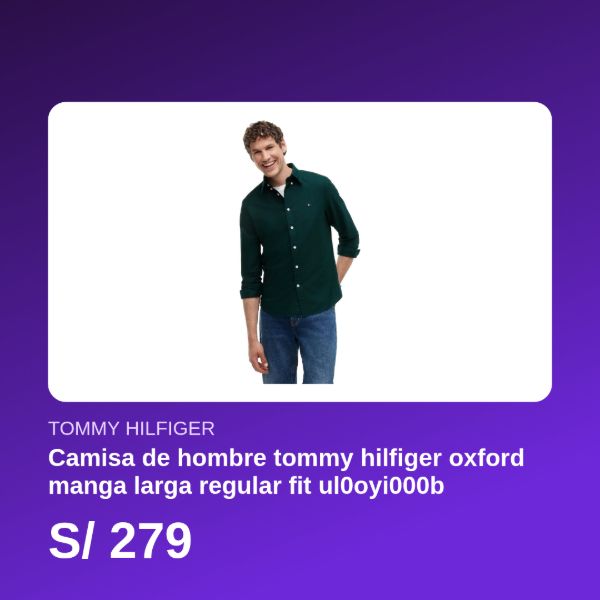 TOMMY HILFIGER
Camisa de hombre tommy hilfiger oxford
manga larga regular fit ul0oyi000b
S/ 279